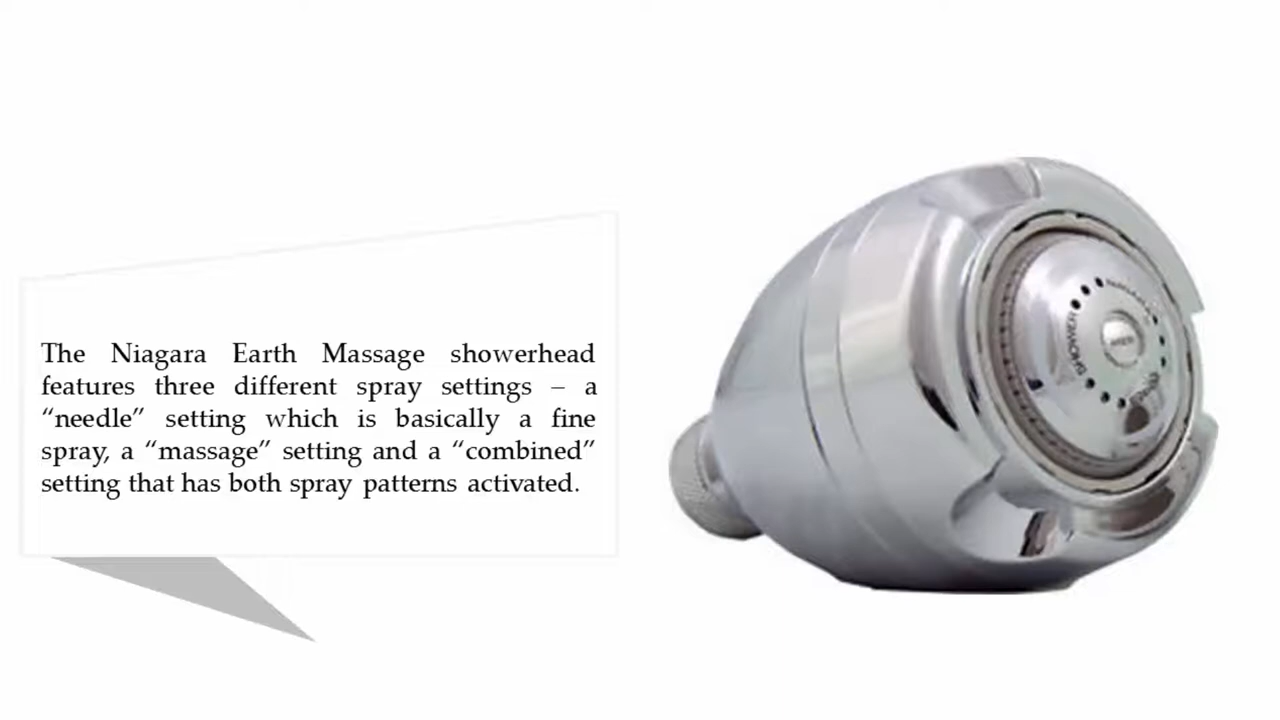 The Niagara Earth Massage showerhead
features three different spray settings – a
“needle” setting which is basically a fine
spray, a “massage” setting and a “combined”
setting that has both spray patterns activated.
SHOWER